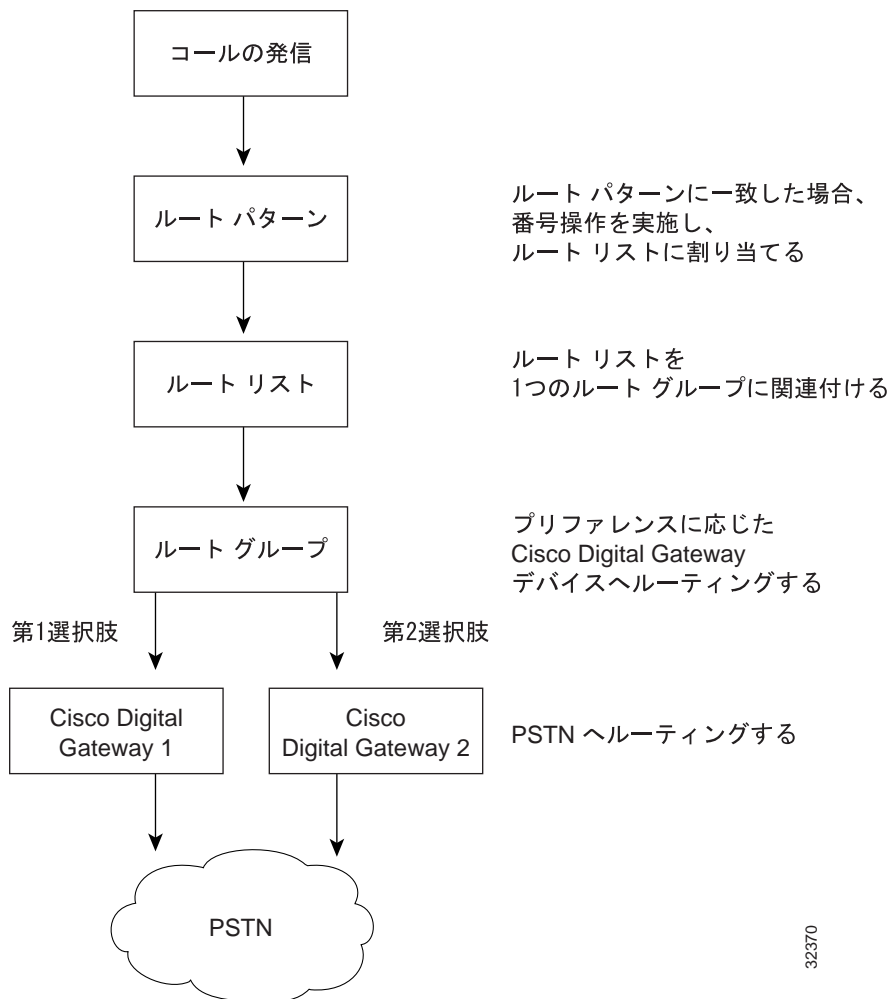 コールの発信
ルート パターン
ルート パターンに一致した場合、
番号操作を実施し、
ルート リストに割り当てる
ルート リスト
ルート リストを
1つのルート グループに関連付ける
ルート グループ
プリファレンスに応じた
Cisco Digital Gateway
デバイスへルーティングする
第1選択肢
第2選択肢
Cisco Digital
Gateway 1
Cisco
Digital Gateway 2
PSTN へルーティングする
PSTN
32370